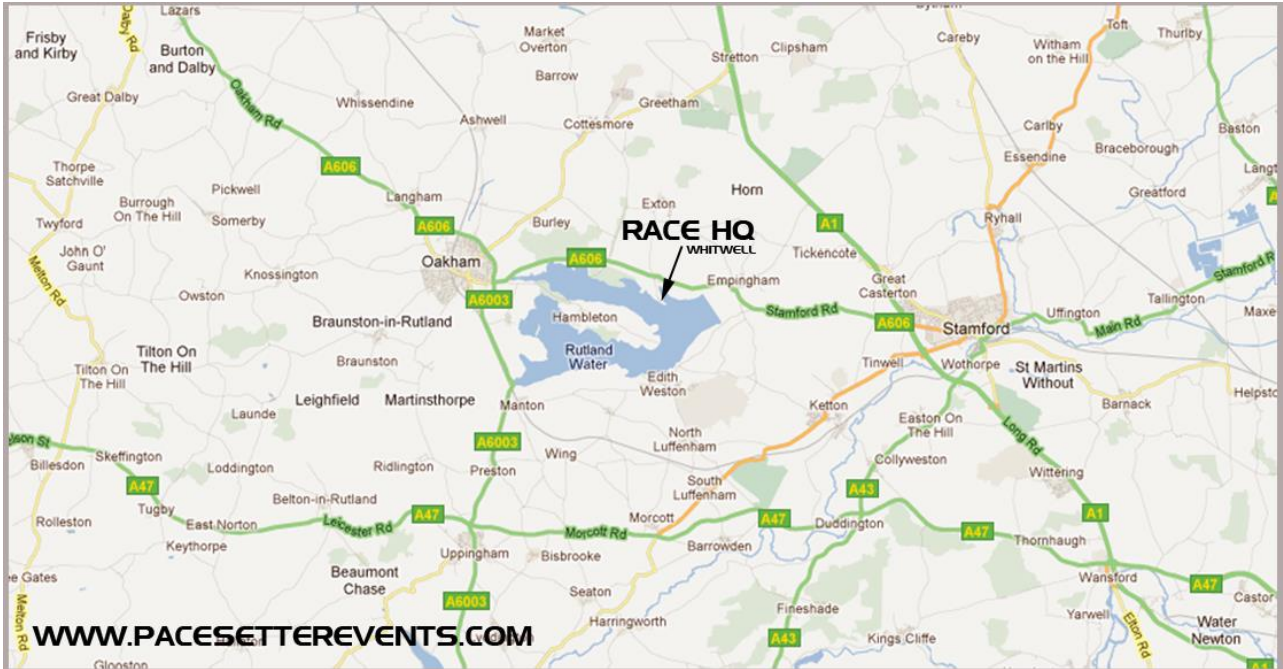 Lazars
Dalby Rd
Frisby
and Kirby
Burton
and Dalby
Market
Overton
Clipsham
Careby
Witham
on the Hill
Toft
Thurlby
Stretton
Barrow
Great Dalby
Oakham Rd
Whissendine
Ashwell
Cottesmore
Greetham
Carlby
Baston
Essendine
Braceborough
Thorpe
Satchville
A606
Pickwell
Langham
Horn
Greatford
Burrough
On The Hill
Somerby
Twyford
A606
Burley
Exton
A1
Ryhall
John O'
Gaunt
RACE HQ
WHITWELL
Tickencote
Melton Rd
Knossington
Oakham
A606
Empingham
Great
Casterton
Stamford R
Owston
A6003
Tallington
Braunston-in-Rutland
Hambleton
Stamford Rd
A606
Stamford
Uffington
Main Rd
Maxe
Tilton On
The Hill
Tilton On
The Hill
Braunston
Rutland
Water
Tinwell
Wothorpe
St Martins
Without
Helpsto
Launde
Leighfield
Martinsthorpe
Manton
Edith
Weston
Ketton
Easton On
The Hill
Barnack
Long Rd
elson St
Billesdon
Skeffington
Loddington
Ridlington
A6003
Preston
Wing
North
Luffenham
Collyweston
Wittering
A47
Tugby
Belton-in-Rutland
South
Luffenham
A43
East Norton
Leicester Rd
A47
Morcott Rd
Morcott
A47
Duddington
A1
Rolleston
Keythorpe
Uppingham
Bisbrooke
Barrowden
A47
Thornhaugh
ee Gates
Beaumont
Chase
Seaton
Wansford
A47
Castor
Melton Rd
A6003
Harringworth
Fineshade
Yarwell
Elton Rd
Water
Newton
WWW.PACESETTEREVENTS.COM
A43
Kings Cliffe
Glooston
A1